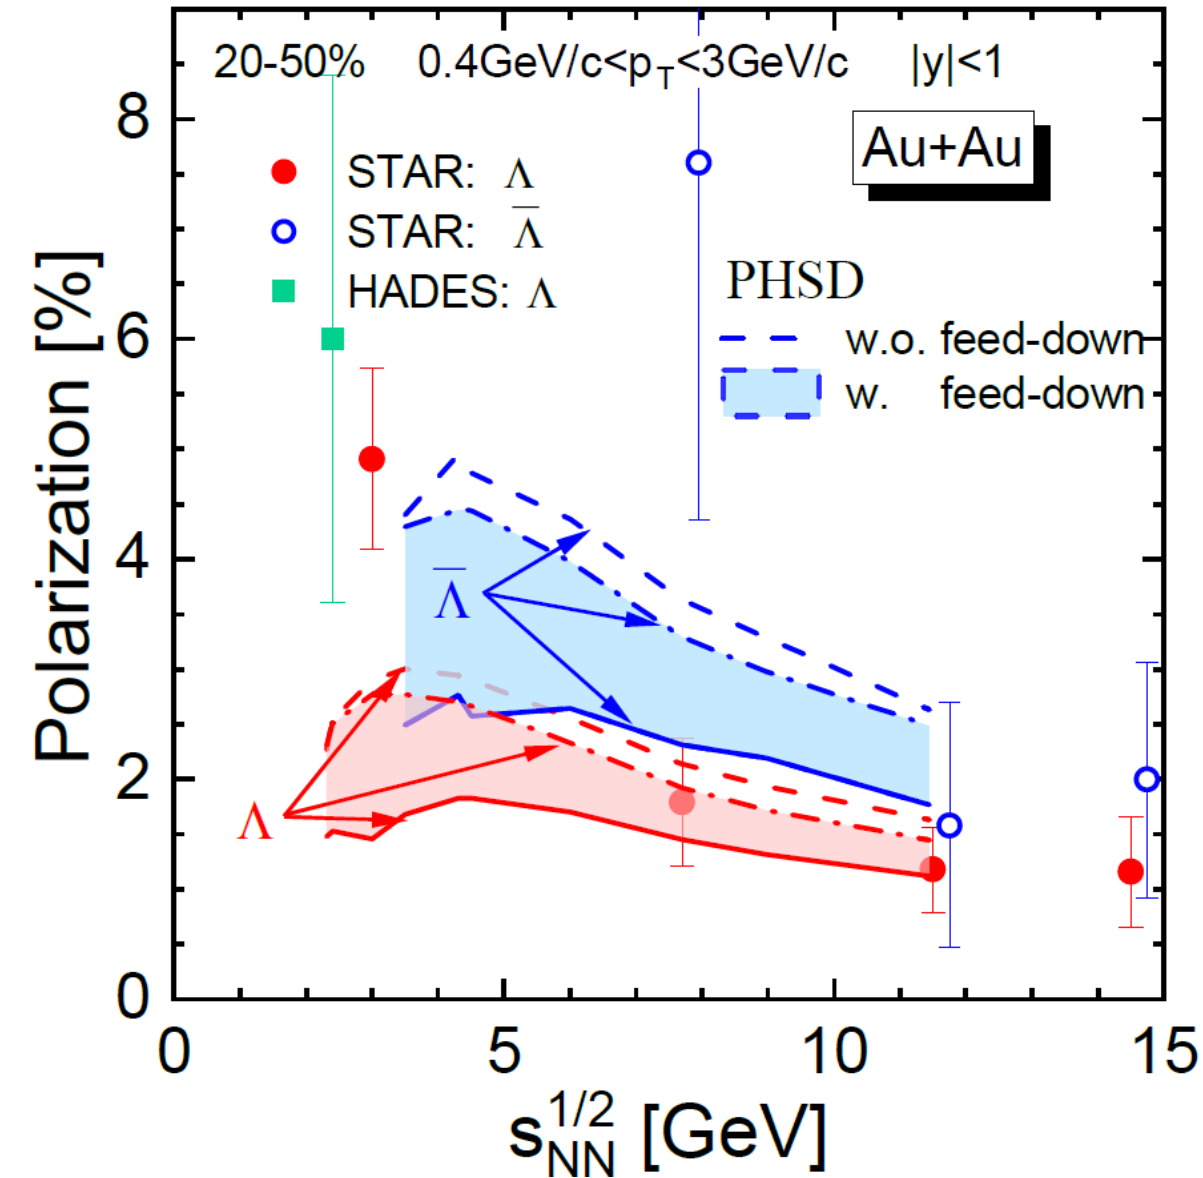 20-50% 0.4GeV/c<p_T<3GeV/c |y|<1
Au+Au
STAR: Λ
STAR: Λ̅
HADES: Λ
PHSD
w.o. feed-down
w. feed-down
Λ̅
Λ
Polarization [%]
8
6
4
2
0
0 5 10 15
s_NN^1/2 [GeV]